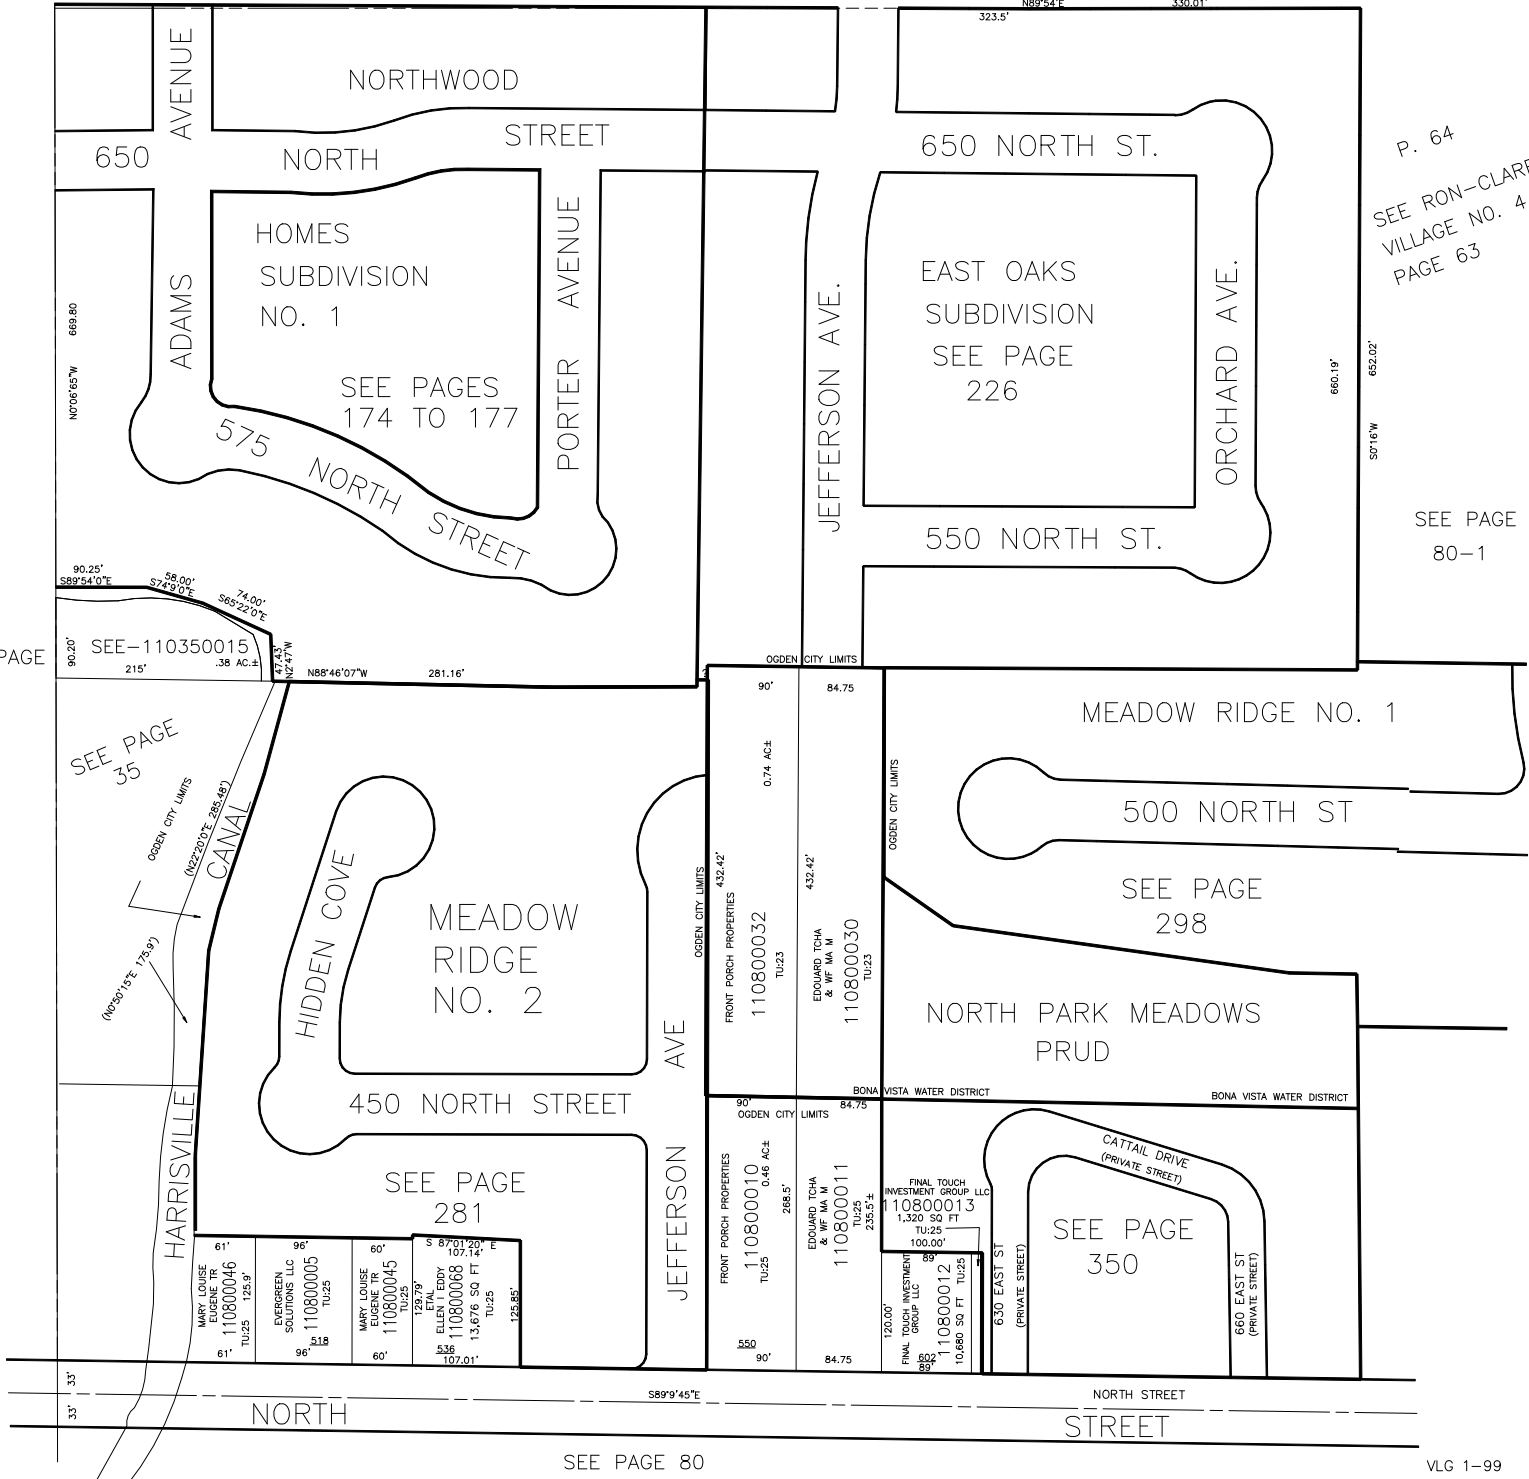 N89°54'E
330.01'
323.5'
NORTHWOOD
AVENUE
650
NORTH
STREET
650 NORTH ST.
P. 64
SEE RON-CLARE
VILLAGE NO. 4
PAGE 63
HOMES
SUBDIVISION
NO. 1
ADAMS
PORTER AVENUE
SEE PAGES
174 TO 177
669.80
N0°06'65"W
EAST OAKS
SUBDIVISION
SEE PAGE
226
JEFFERSON AVE.
ORCHARD AVE.
660.19'
652.02'
S0°16'W
575 NORTH STREET
550 NORTH ST.
SEE PAGE
80-1
90.25'
S89°54'0"E
58.00'
S74°9'0"E
74.00'
S65°22'0"E
PAGE
90.20'
SEE-110350015
215'
.38 AC.±
47.43'
N2°47'W
N88°46'07"W
281.16'
OGDEN CITY LIMITS
90'
84.75
MEADOW RIDGE NO. 1
SEE PAGE
35
OGDEN CITY LIMITS
(N22°20'0"E 285.48')
CANAL
0.74 AC±
OGDEN CITY LIMITS
500 NORTH ST
HIDDEN COVE
MEADOW
RIDGE
NO. 2
OGDEN CITY LIMITS
432.42'
FRONT PORCH PROPERTIES
110800032
TU:23
432.42'
EDOUARD TCHA
& WF MA M
110800030
TU:23
SEE PAGE
298
(N0°50'15"E 175.9')
NORTH PARK MEADOWS
PRUD
AVE
BONA VISTA WATER DISTRICT
BONA VISTA WATER DISTRICT
450 NORTH STREET
90'
84.75
OGDEN CITY LIMITS
HARRISVILLE
SEE PAGE
281
JEFFERSON
FRONT PORCH PROPERTIES
110800010
0.46 AC±
TU:25
268.5'
EDOUARD TCHA
& WF MA M
110800011
TU:25
235.5'±
FINAL TOUCH
INVESTMENT GROUP LLC
110800013
1,320 SQ FT
TU:25
100.00'
CATTAIL DRIVE
(PRIVATE STREET)
SEE PAGE
350
61'
96'
60'
S 87°01'20" E
107.14'
89'
MARY LOUISE
EUGENE TR
110800046
TU:25 125.9'
EVERGREEN
SOLUTIONS LLC
110800005
TU:25
MARY LOUISE
EUGENE TR
110800045
TU:25
129.79'
ETAL
ELLEN I EDDY
110800068
13,676 SQ FT
TU:25
125.85'
120.00'
FINAL TOUCH INVESTMENT
GROUP LLC
110800012
10,680 SQ FT TU:25
630 EAST ST
(PRIVATE STREET)
660 EAST ST
(PRIVATE STREET)
518
536
550
602
61'
96'
60'
107.01'
90'
84.75
89'
33'
33'
S89°9'45"E
NORTH STREET
NORTH
STREET
SEE PAGE 80
VLG 1-99